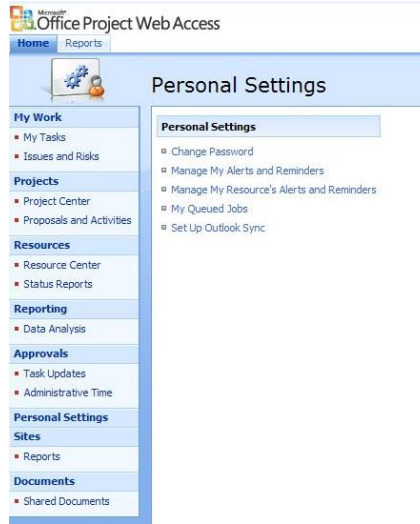 Microsoft
Office Project Web Access
Home Reports
Personal Settings
My Work
My Tasks
Issues and Risks
Projects
Project Center
Proposals and Activities
Resources
Resource Center
Status Reports
Reporting
Data Analysis
Approvals
Task Updates
Administrative Time
Personal Settings
Sites
Reports
Documents
Shared Documents
Personal Settings
Change Password
Manage My Alerts and Reminders
Manage My Resource's Alerts and Reminders
My Queued Jobs
Set Up Outlook Sync